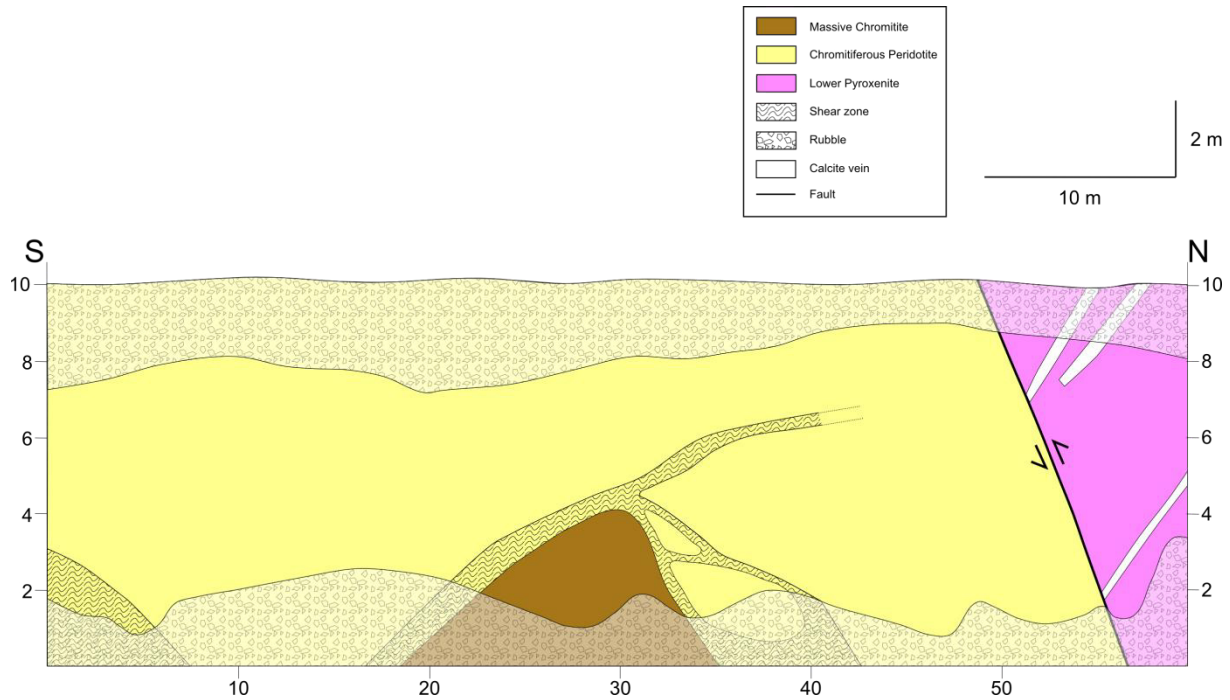 Massive Chromitite
Chromitiferous Peridotite
Lower Pyroxenite
Shear zone
Rubble
Calcite vein
Fault
2 m
10 m
S
N
10
10
8
8
6
6
4
4
2
2
10
20
30
40
50